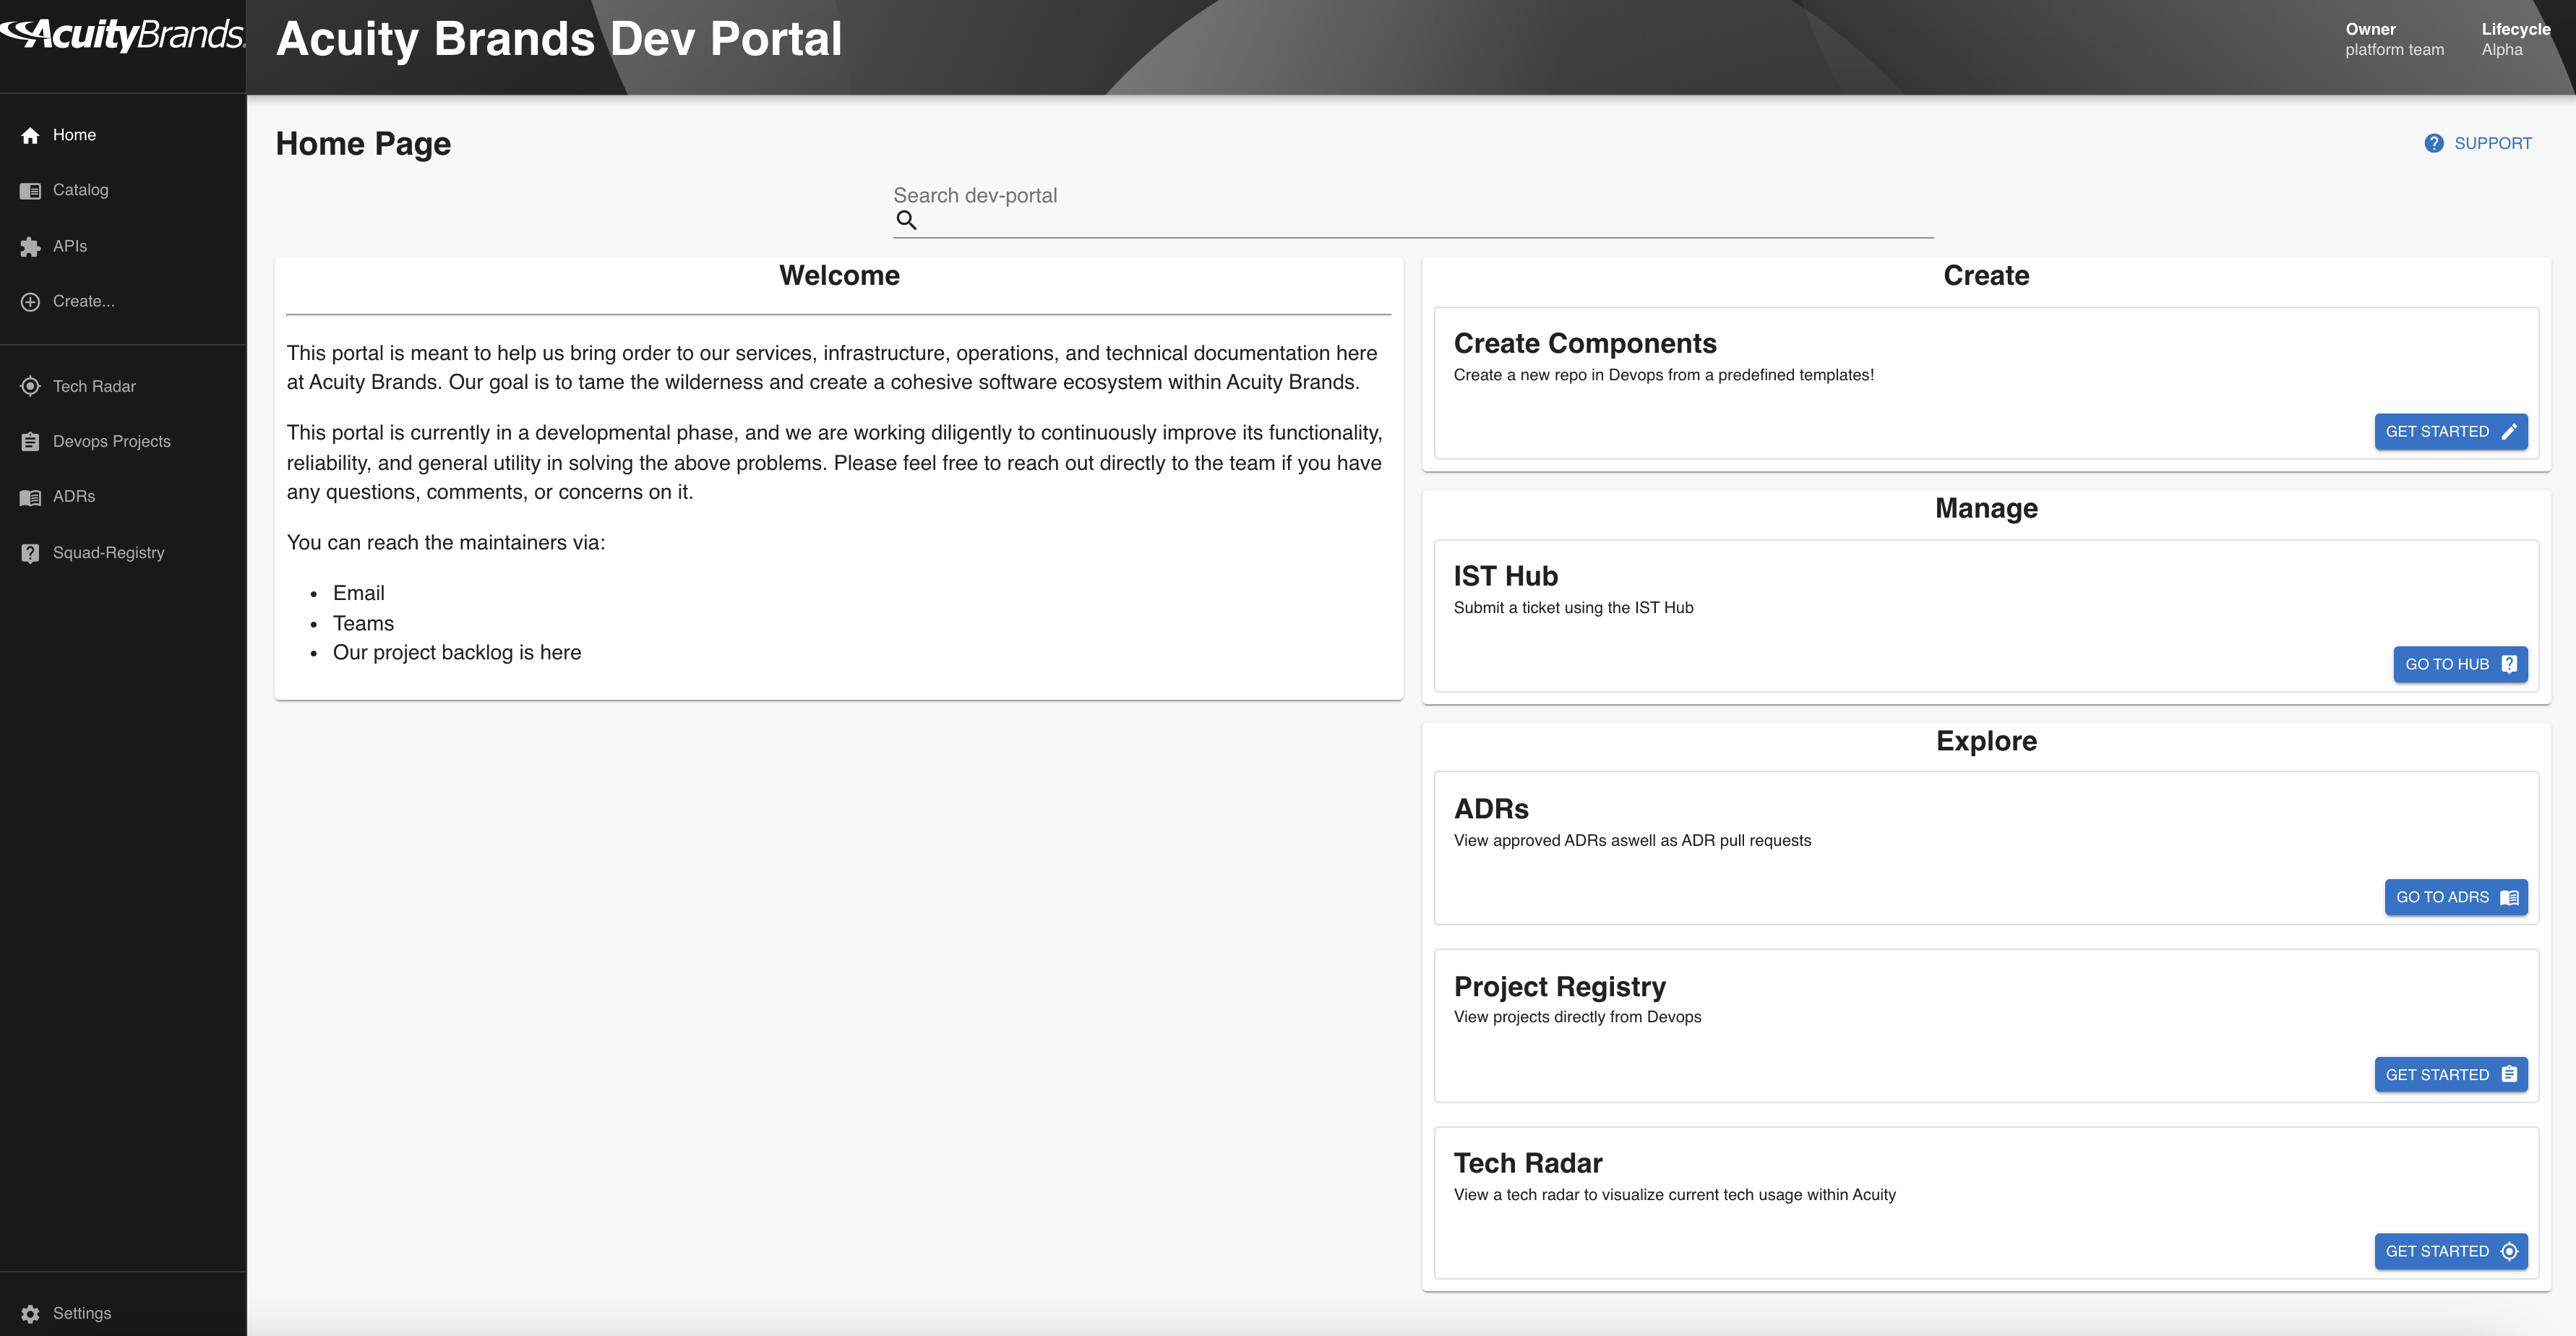 AcuityBrands.
Acuity Brands Dev Portal
Owner
platform team
Lifecycle
Alpha
Home
Catalog
APIs
Create...
Tech Radar
Devops Projects
ADRs
Squad-Registry
Settings
Home Page
SUPPORT
Search dev-portal
Welcome
This portal is meant to help us bring order to our services, infrastructure, operations, and technical documentation here
at Acuity Brands. Our goal is to tame the wilderness and create a cohesive software ecosystem within Acuity Brands.
This portal is currently in a developmental phase, and we are working diligently to continuously improve its functionality,
reliability, and general utility in solving the above problems. Please feel free to reach out directly to the team if you have
any questions, comments, or concerns on it.
You can reach the maintainers via:
• Email
• Teams
• Our project backlog is here
Create
Create Components
Create a new repo in Devops from a predefined templates!
GET STARTED
Manage
IST Hub
Submit a ticket using the IST Hub
GO TO HUB
Explore
ADRs
View approved ADRs aswell as ADR pull requests
GO TO ADRS
Project Registry
View projects directly from Devops
GET STARTED
Tech Radar
View a tech radar to visualize current tech usage within Acuity
GET STARTED